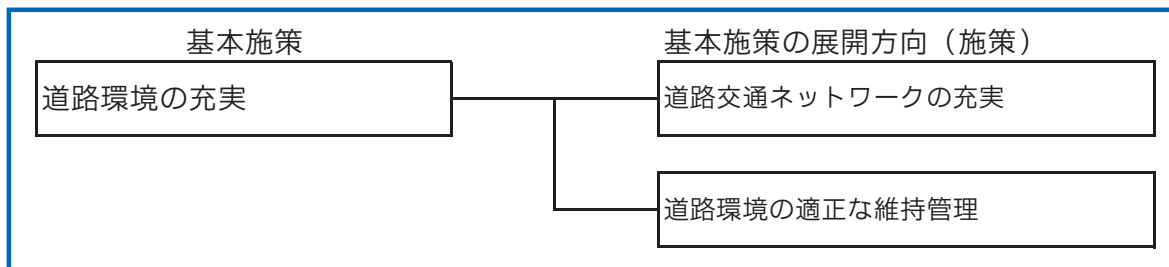 基本施策
基本施策の展開方向（施策）
道路環境の充実
道路交通ネットワークの充実
道路環境の適正な維持管理